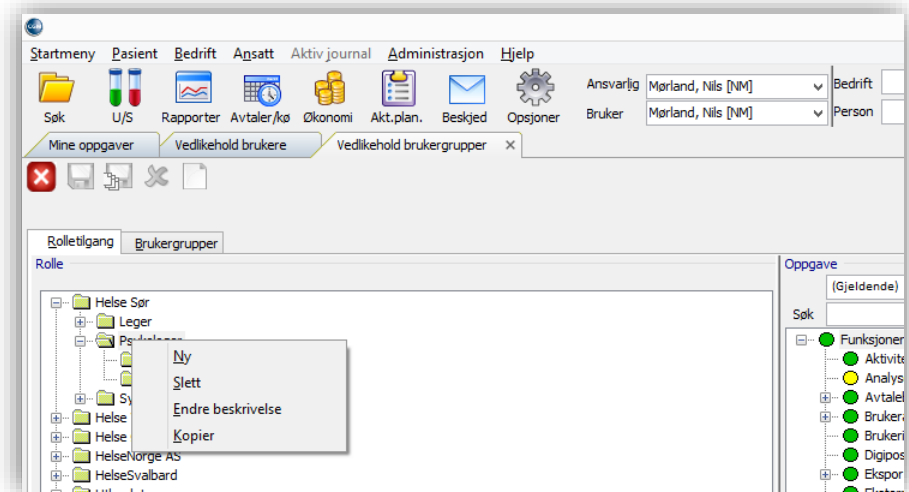 Startmeny Pasient Bedrift Ansatt Aktiv journal Administrasjon Hjelp
Søk U/S Rapporter Avtaler/kø Økonomi Akt.plan. Beskjed Opsjoner
Ansvarlig Mørland, Nils [NM] Bedrift
Bruker Mørland, Nils [NM] Person
Mine oppgaver Vedlikehold brukere Vedlikehold brukergrupper
Rolletilgang Brukergrupper
Rolle
Helse Sør
Leger
Ny
Slett
Endre beskrivelse
Kopier
Helse
Helse
HelseNorge AS
HelseSvalbard
Oppgave
(Gjeldende)
Søk
Funksjoner
Aktivite
Analys
Avtale
Bruker
Brukeri
Digipos
Ekspor